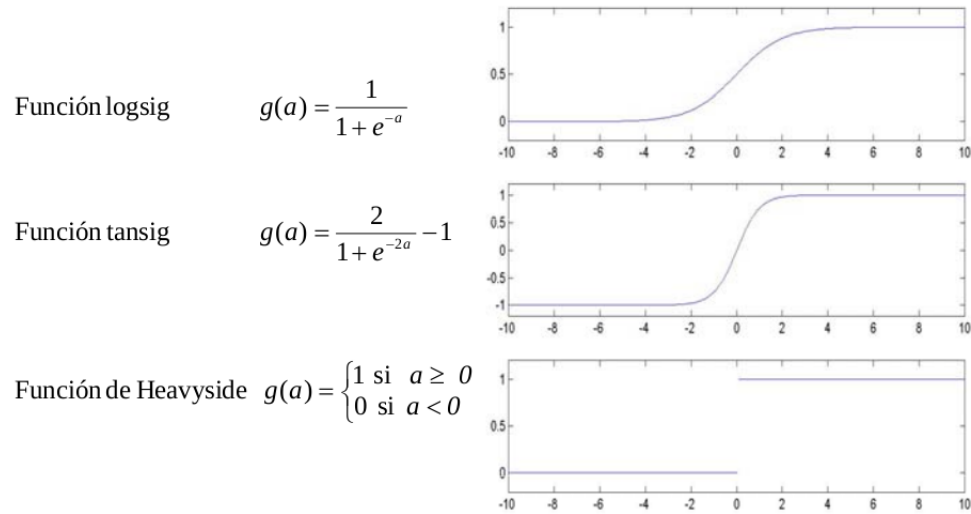 Función logsig g(a) = 1 / (1 + e^{-a})
1
0.5
0
-10 -8 -6 -4 -2 0 2 4 6 8 10
Función tansig g(a) = 2 / (1 + e^{-2a}) − 1
1
0.5
0
-0.5
-1
-10 -8 -6 -4 -2 0 2 4 6 8 10
Función de Heavyside g(a) = { 1 si a ≥ 0
0 si a < 0
1
0.5
0
-10 -8 -6 -4 -2 0 2 4 6 8 10